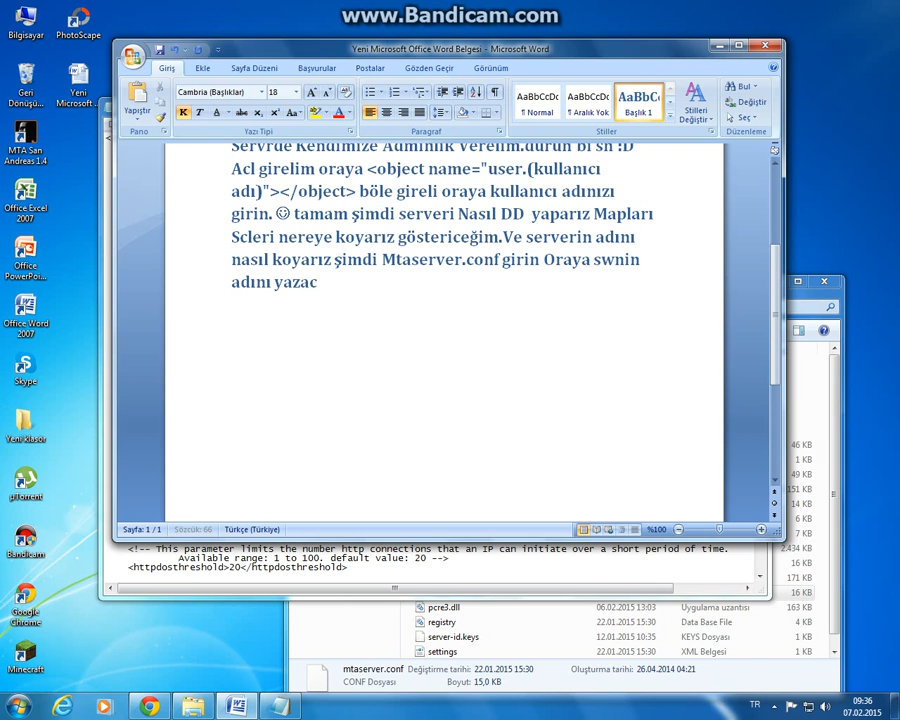 www.Bandicam.com
Bilgisayar
PhotoScape
Geri
Dönüşü...
Yeni
Microsoft ...
MTA San
Andreas 1.4
Office Excel
2007
Office
PowerPoi...
Office Word
2007
Skype
Yeni klasör
µTorrent
Bandicam
Google
Chrome
Minecraft
Yeni Microsoft Office Word Belgesi - Microsoft Word
Giriş
Ekle
Sayfa Düzeni
Başvurular
Postalar
Gözden Geçir
Görünüm
Yapıştır
Pano
Cambria (Başlıklar)
18
K T A abc x₂ x² Aa
Yazı Tipi
Paragraf
AaBbCcDc
¶ Normal
AaBbCcDc
¶ Aralık Yok
AaBbC
Başlık 1
Stilleri
Değiştir
Stiller
Bul
Değiştir
Seç
Düzenleme
Servrde Kendimize Adminlik Verelim.durun bi sn :D
Acl girelim oraya <object name="user.(kullanıcı
adı)"></object> böle gireli oraya kullanıcı adınızı
girin. ☺ tamam şimdi serveri Nasıl DD yaparız Mapları
Scleri nereye koyarız göstericeğim.Ve serverin adını
nasıl koyarız şimdi Mtaserver.conf girin Oraya swnin
adını yazac
Sayfa: 1 / 1
Sözcük: 66
Türkçe (Türkiye)
%100
<!-- This parameter limits the number http connections that an IP can initiate over a short period of time.
Available range: 1 to 100. default value: 20 -->
<httpdosthreshold>20</httpdosthreshold>
46 KB
1 KB
49 KB
151 KB
14 KB
6 KB
7 KB
2.434 KB
16 KB
171 KB
16 KB
pcre3.dll 06.02.2015 13:03 Uygulama uzantısı 163 KB
registry 22.01.2015 15:30 Data Base File 4 KB
server-id.keys 12.01.2015 10:35 KEYS Dosyası 1 KB
settings 22.01.2015 15:30 XML Belgesi 1 KB
mtaserver.conf Değiştirme tarihi: 22.01.2015 15:30 Oluşturma tarihi: 26.04.2014 04:21
CONF Dosyası Boyut: 15,0 KB
TR
09:36
07.02.2015